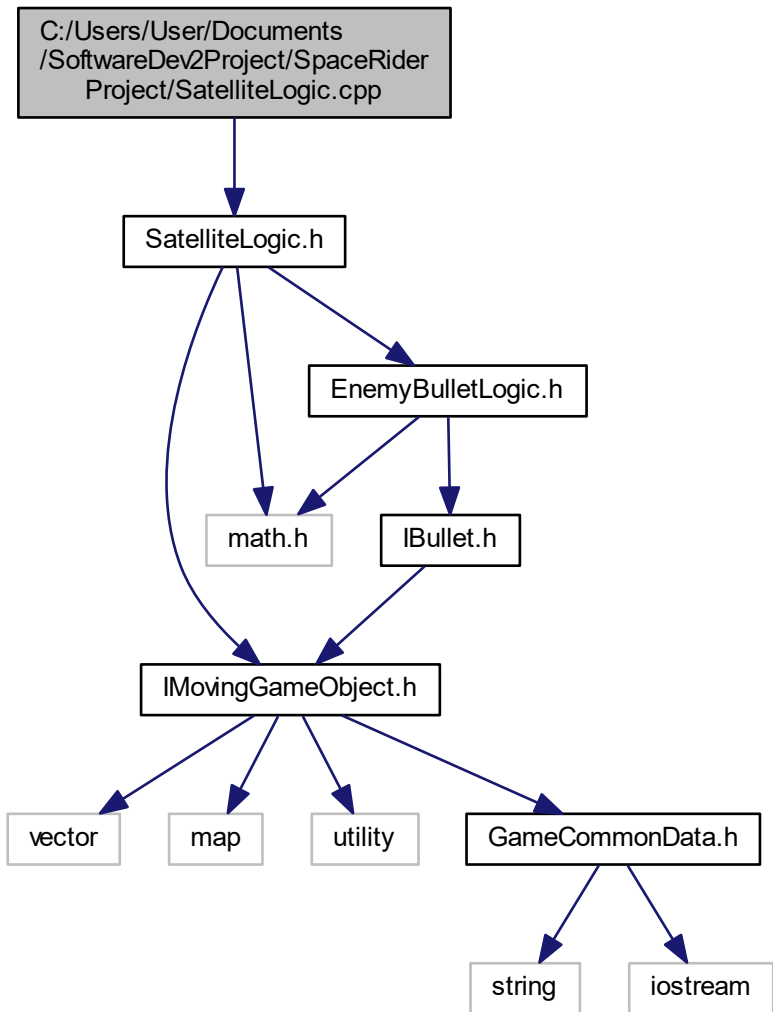 C:/Users/User/Documents
/SoftwareDev2Project/SpaceRider
Project/SatelliteLogic.cpp
SatelliteLogic.h
EnemyBulletLogic.h
math.h
IBullet.h
IMovingGameObject.h
vector
map
utility
GameCommonData.h
string
iostream